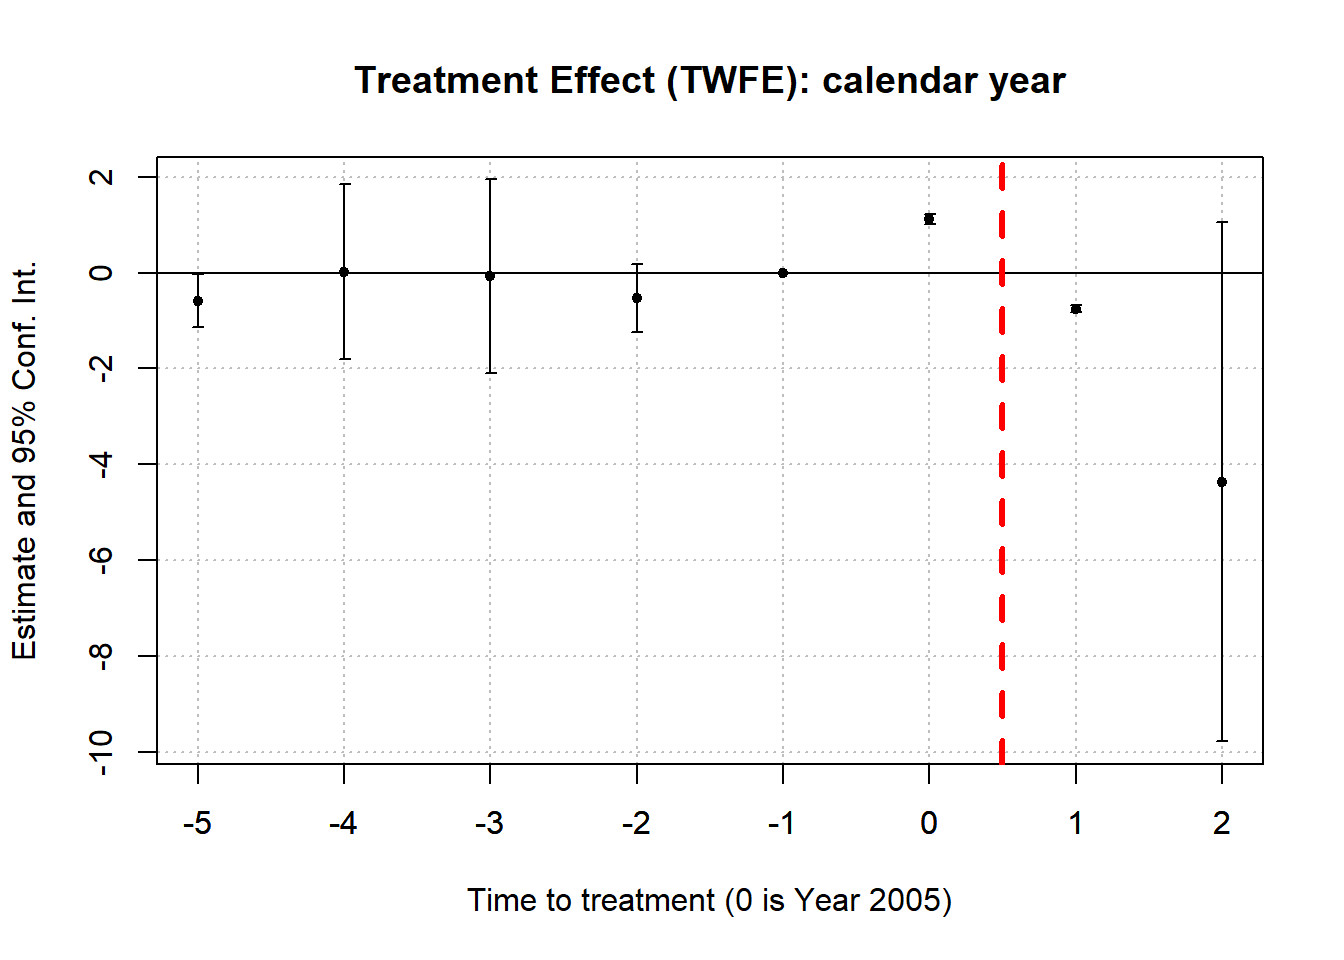 Treatment Effect (TWFE): calendar year
Estimate and 95% Conf. Int.
2
0
-2
-4
-6
-8
-10
-5 -4 -3 -2 -1 0 1 2
Time to treatment (0 is Year 2005)